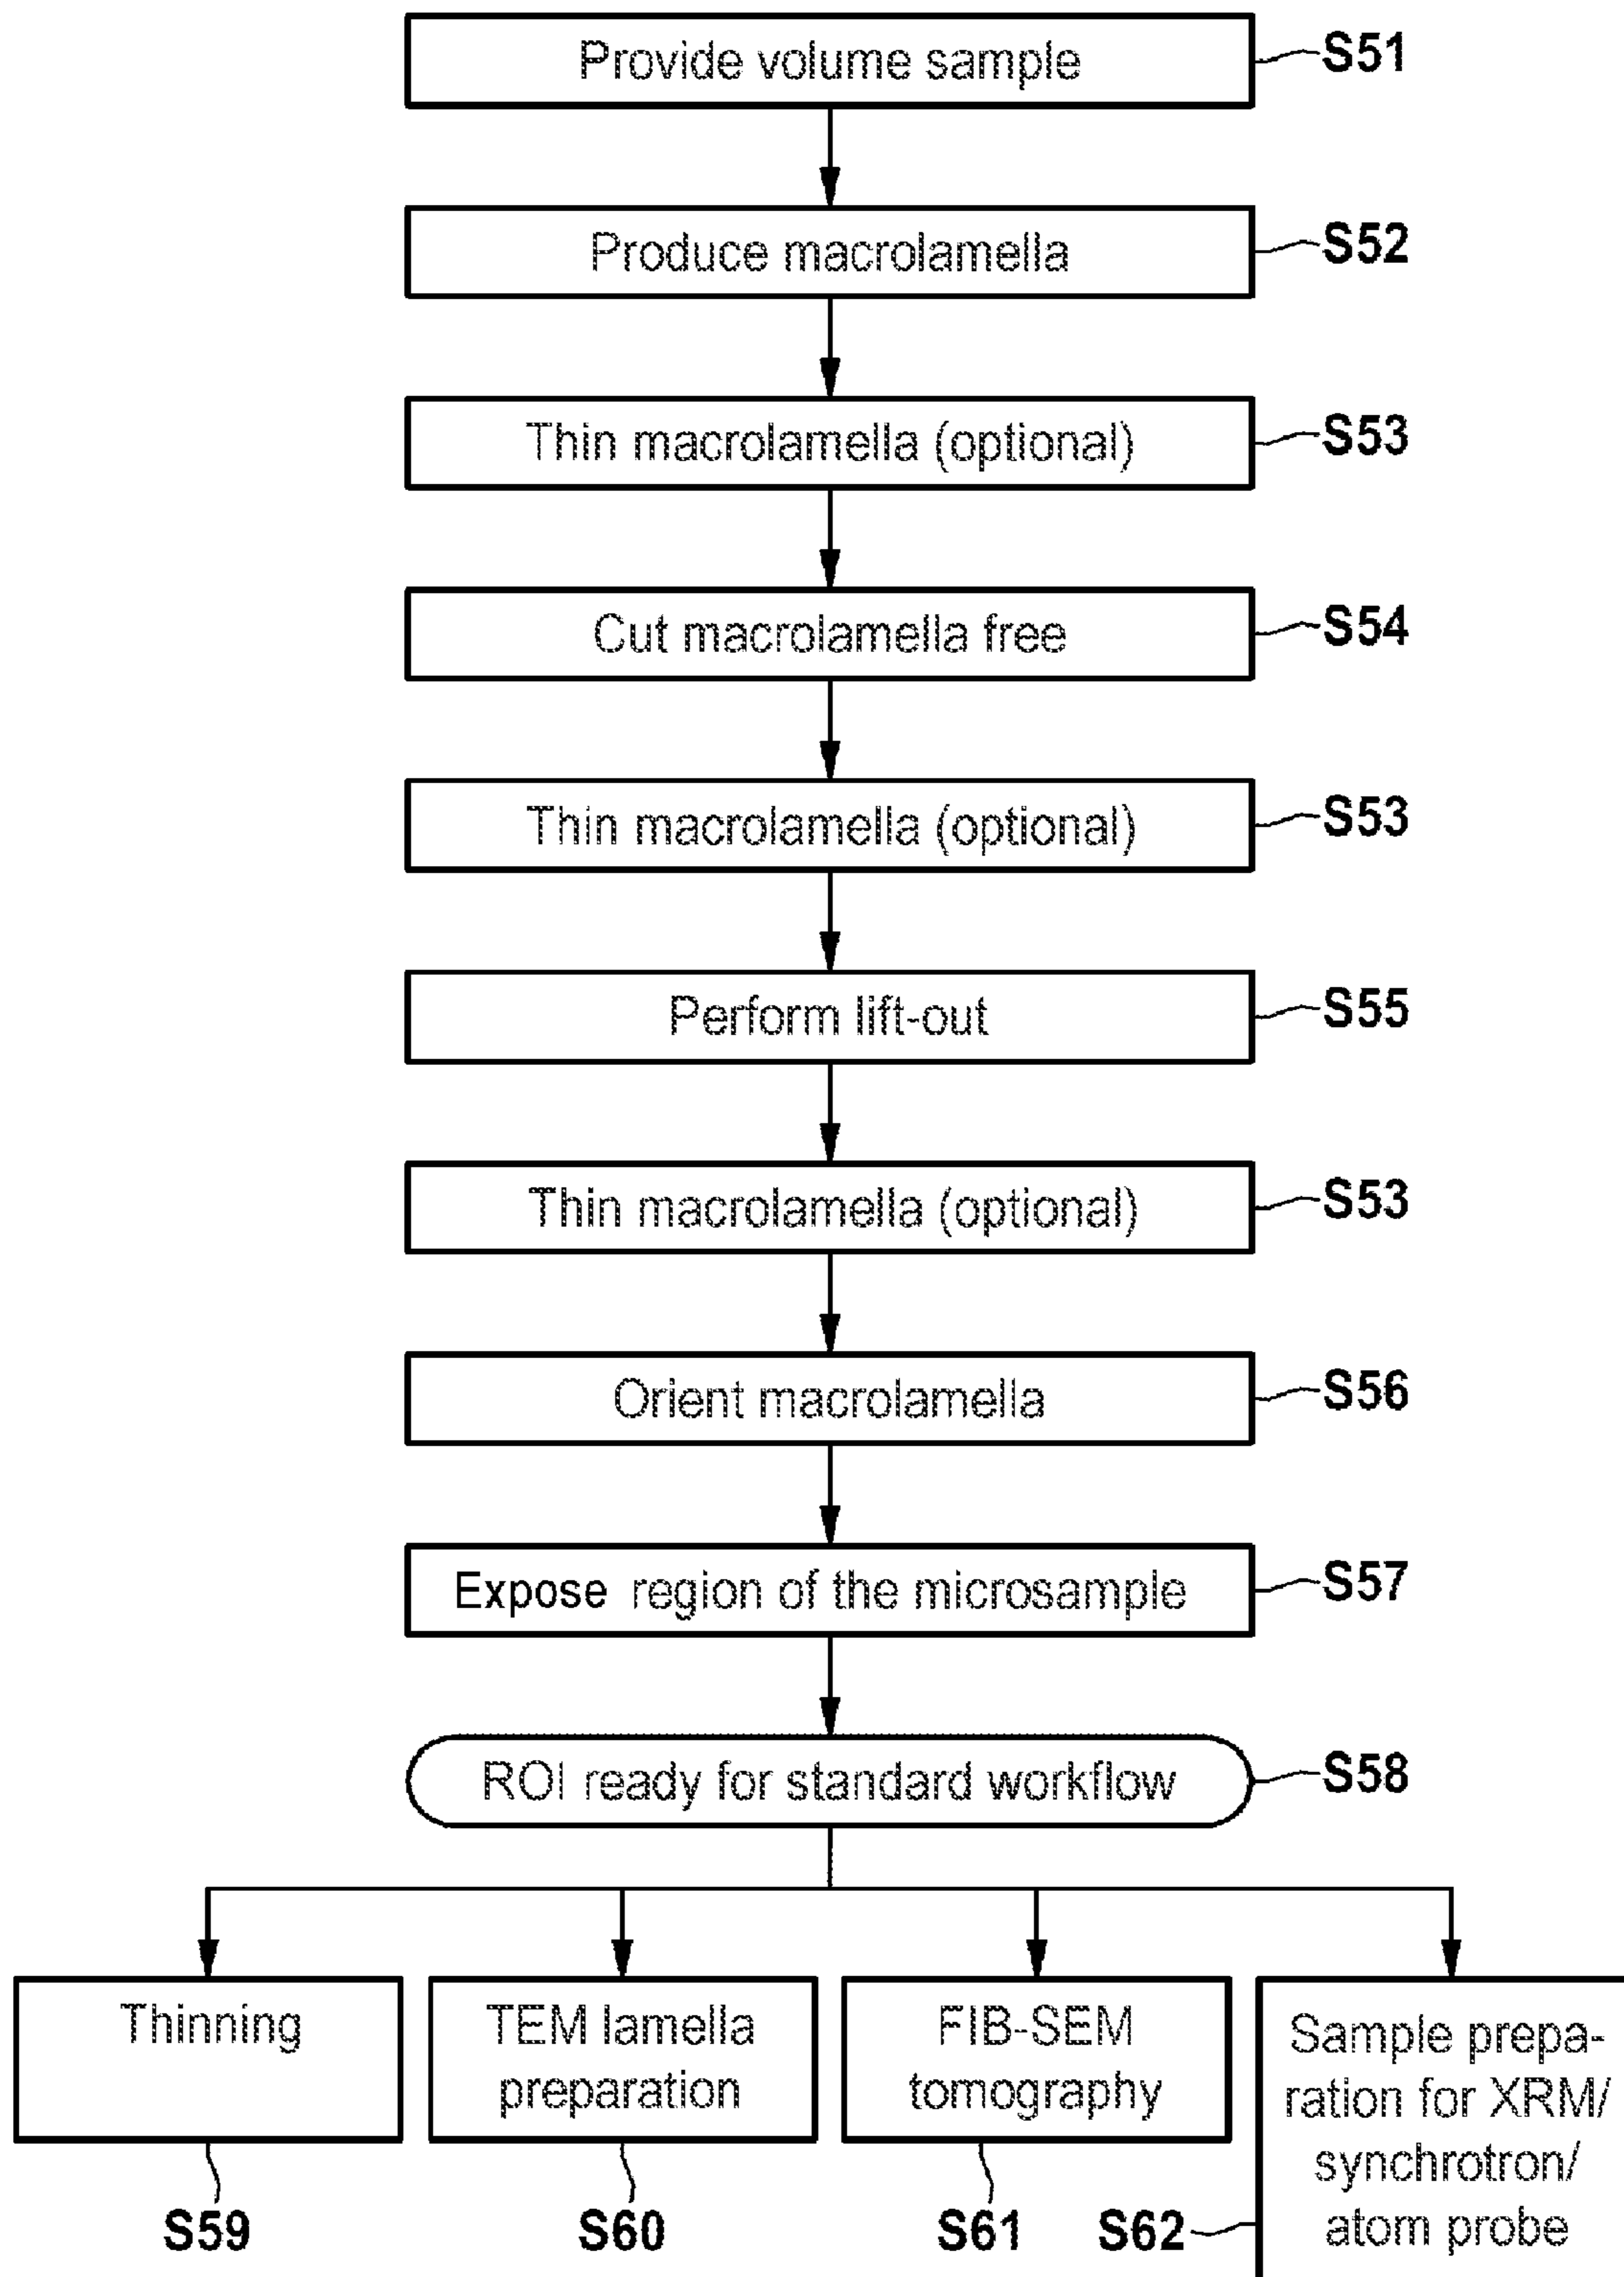 Provide volume sample
S51
Produce macrolamella
S52
Thin macrolamella (optional)
S53
Cut macrolamella free
S54
Thin macrolamella (optional)
S53
Perform lift-out
S55
Thin macrolamella (optional)
S53
Orient macrolamella
S56
Expose region of the microsample
S57
ROI ready for standard workflow
S58
Thinning
S59
TEM lamella
preparation
S60
FIB-SEM
tomography
S61
Sample prepa-
ration for XRM/
synchrotron/
atom probe
S62